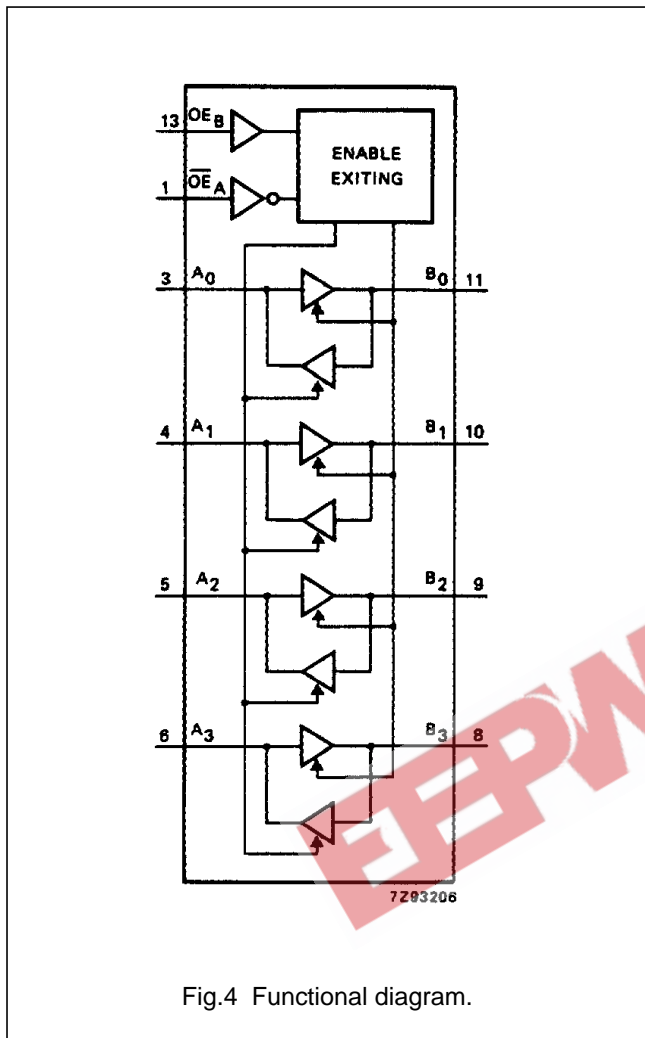 13 OE B
ENABLE
EXITING
1 O̅E̅ A
3 A0 B0 11
4 A1 B1 10
5 A2 B2 9
6 A3 B3 8
EEPW
7Z93206
Fig.4 Functional diagram.